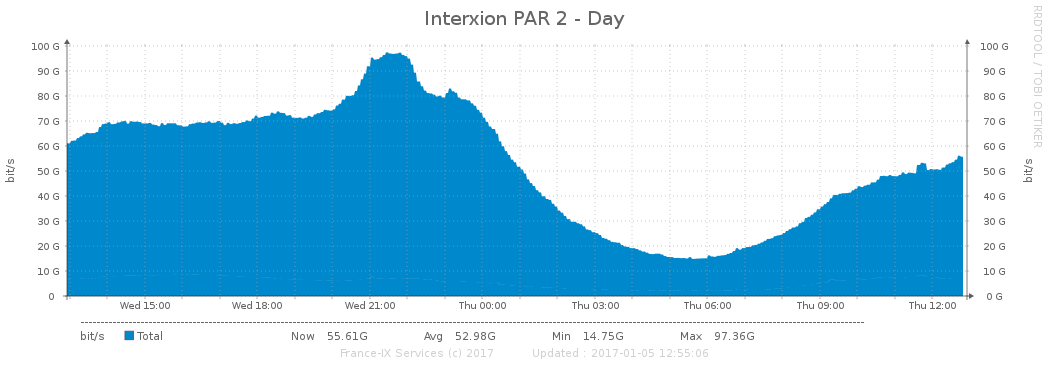 Interxion PAR 2 - Day
RRDTOOL / TOBI OETIKER
bit/s
100 G
90 G
80 G
70 G
60 G
50 G
40 G
30 G
20 G
10 G
0
100 G
90 G
80 G
70 G
60 G
50 G
40 G
30 G
20 G
10 G
0 G
bit/s
Wed 15:00 Wed 18:00 Wed 21:00 Thu 00:00 Thu 03:00 Thu 06:00 Thu 09:00 Thu 12:00
bit/s Total Now 55.61G Avg 52.98G Min 14.75G Max 97.36G
France-IX Services (c) 2017 Updated : 2017-01-05 12:55:06